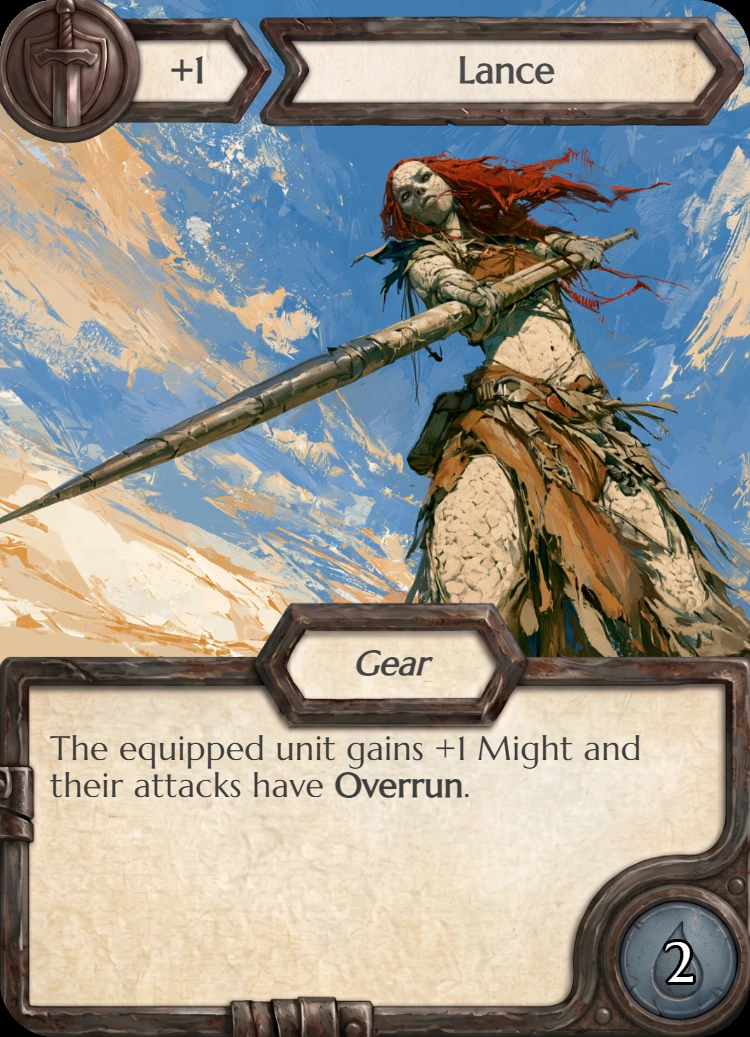 +1
Lance
Gear
The equipped unit gains +1 Might and
their attacks have Overrun.
2